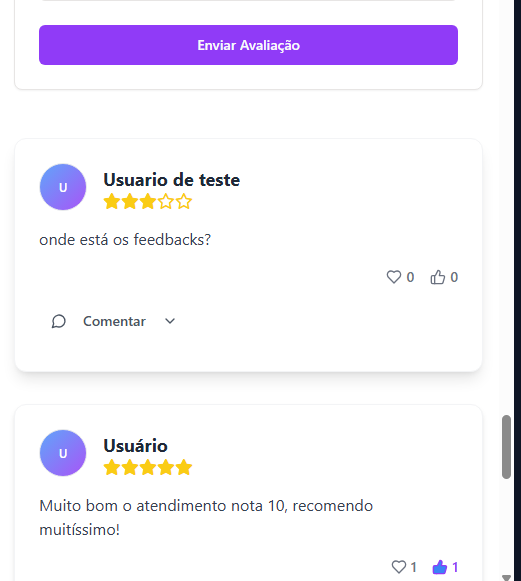 Enviar Avaliação
U
Usuario de teste
onde está os feedbacks?
0 0
Comentar
U
Usuário
Muito bom o atendimento nota 10, recomendo
muitíssimo!
1 1